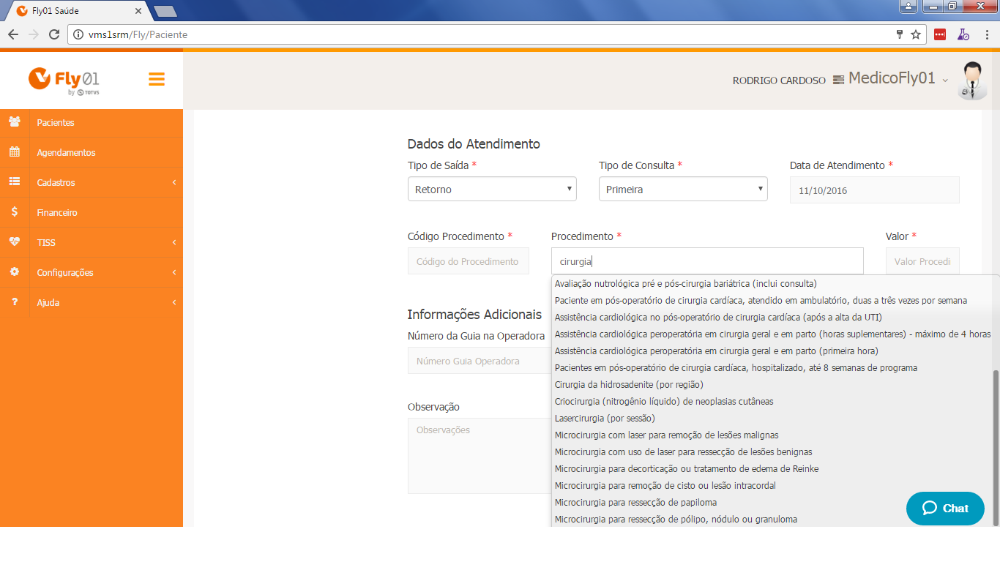 Fly01 Saúde
vms1srm/Fly/Paciente
Fly01
by TOTVS
RODRIGO CARDOSO MedicoFly01
Pacientes
Agendamentos
Cadastros
Financeiro
TISS
Configurações
Ajuda
Dados do Atendimento
Tipo de Saída * Tipo de Consulta * Data de Atendimento *
Retorno Primeira 11/10/2016
Código Procedimento * Procedimento * Valor *
Código do Procedimento cirurgia Valor Procedi
Avaliação nutrológica pré e pós-cirurgia bariátrica (inclui consulta)
Paciente em pós-operatório de cirurgia cardíaca, atendido em ambulatório, duas a três vezes por semana
Assistência cardiológica no pós-operatório de cirurgia cardíaca (após a alta da UTI)
Assistência cardiológica peroperatória em cirurgia geral e em parto (horas suplementares) - máximo de 4 horas
Assistência cardiológica peroperatória em cirurgia geral e em parto (primeira hora)
Pacientes em pós-operatório de cirurgia cardíaca, hospitalizado, até 8 semanas de programa
Cirurgia da hidrosadenite (por região)
Criocirurgia (nitrogênio líquido) de neoplasias cutâneas
Lasercirurgia (por sessão)
Microcirurgia com laser para remoção de lesões malignas
Microcirurgia com uso de laser para ressecção de lesões benignas
Microcirurgia para decorticação ou tratamento de edema de Reinke
Microcirurgia para remoção de cisto ou lesão intracordal
Microcirurgia para ressecção de papiloma
Microcirurgia para ressecção de pólipo, nódulo ou granuloma
Informações Adicionais
Número da Guia na Operadora
Número Guia Operadora
Observação
Observações
Chat